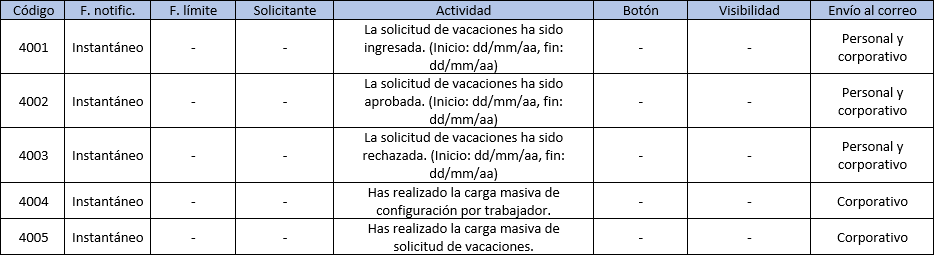 Código F. notific. F. límite Solicitante Actividad Botón Visibilidad Envío al correo
4001 Instantáneo - - La solicitud de vacaciones ha sido ingresada. (Inicio: dd/mm/aa, fin: dd/mm/aa) - - Personal y corporativo
4002 Instantáneo - - La solicitud de vacaciones ha sido aprobada. (Inicio: dd/mm/aa, fin: dd/mm/aa) - - Personal y corporativo
4003 Instantáneo - - La solicitud de vacaciones ha sido rechazada. (Inicio: dd/mm/aa, fin: dd/mm/aa) - - Personal y corporativo
4004 Instantáneo - - Has realizado la carga masiva de configuración por trabajador. - - Corporativo
4005 Instantáneo - - Has realizado la carga masiva de solicitud de vacaciones. - - Corporativo